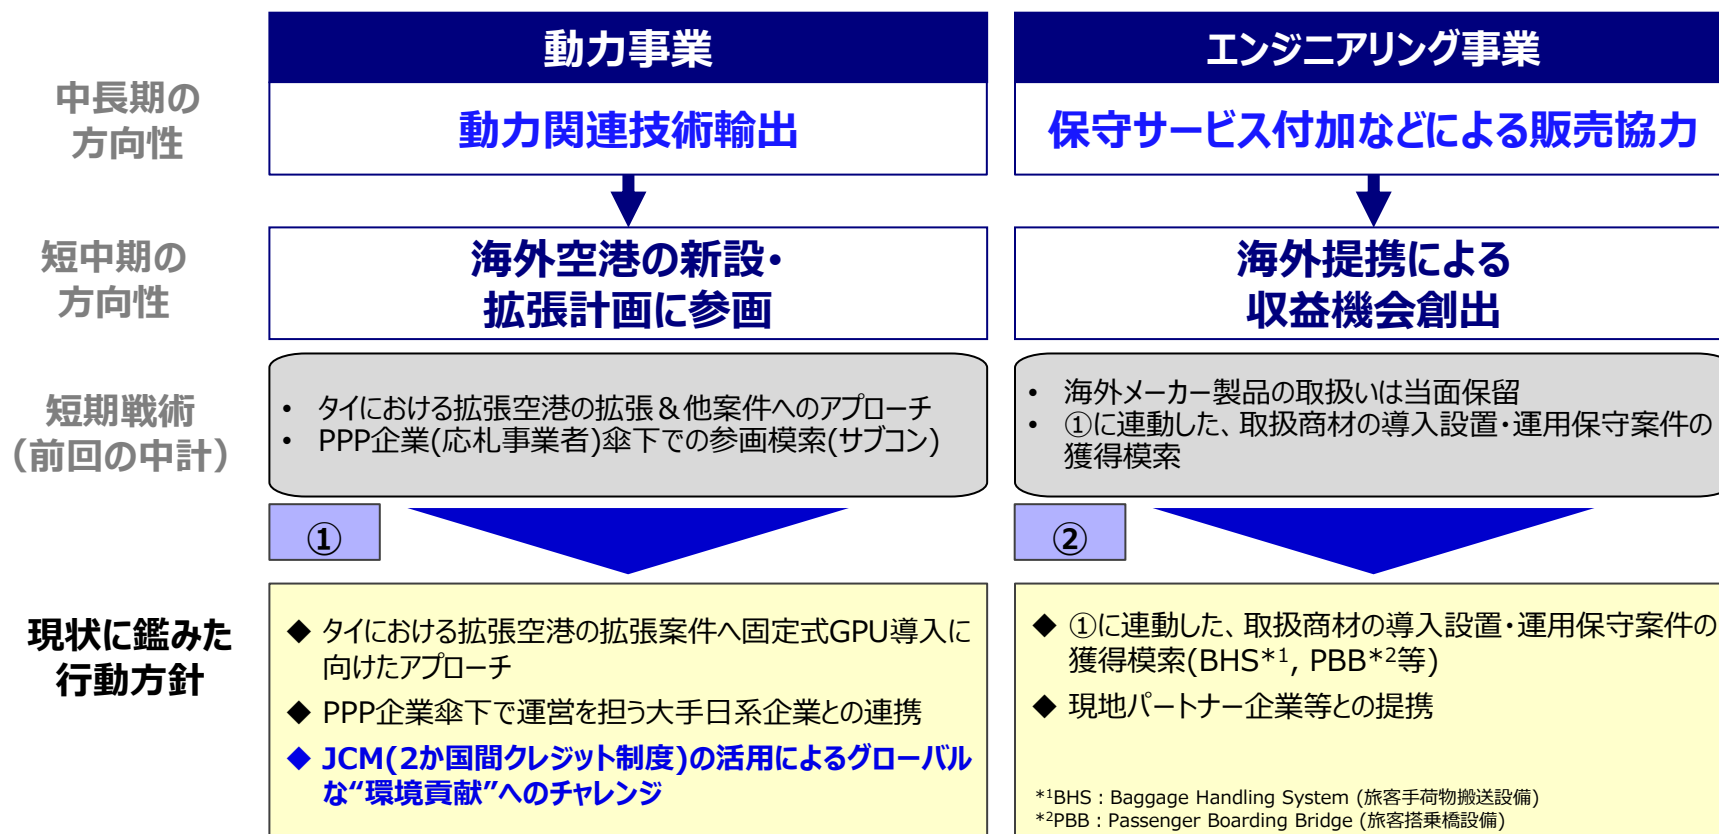 動力事業
エンジニアリング事業
中長期の
方向性
動力関連技術輸出
保守サービス付加などによる販売協力
短中期の
方向性
海外空港の新設・
拡張計画に参画
海外提携による
収益機会創出
短期戦術
（前回の中計）
• タイにおける拡張空港の拡張＆他案件へのアプローチ
• PPP企業(応札事業者)傘下での参画模索(サブコン)
• 海外メーカー製品の取扱いは当面保留
• ①に連動した、取扱商材の導入設置・運用保守案件の
獲得模索
①
②
現状に鑑みた
行動方針
◆ タイにおける拡張空港の拡張案件へ固定式GPU導入に
向けたアプローチ
◆ PPP企業傘下で運営を担う大手日系企業との連携
◆ JCM(2か国間クレジット制度)の活用によるグローバル
な“環境貢献”へのチャレンジ
◆ ①に連動した、取扱商材の導入設置・運用保守案件の
獲得模索(BHS*1, PBB*2等)
◆ 現地パートナー企業等との提携
*1BHS：Baggage Handling System (旅客手荷物搬送設備)
*2PBB：Passenger Boarding Bridge (旅客搭乗橋設備)